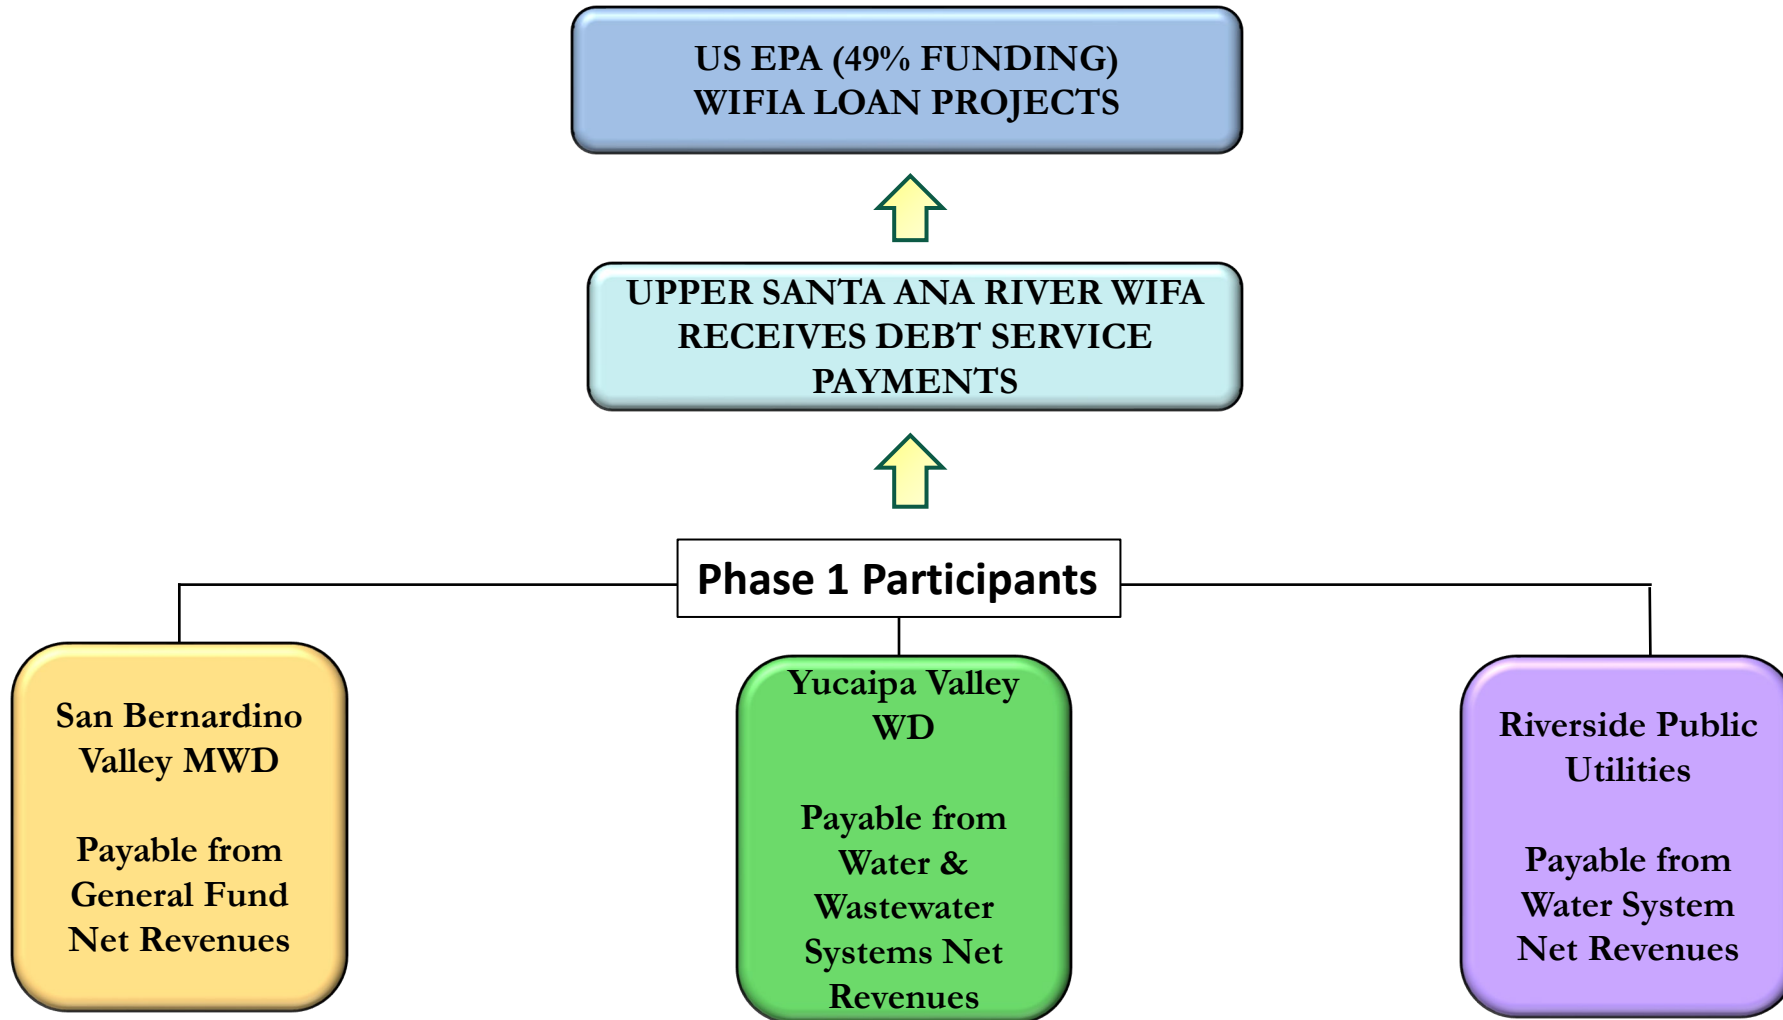 US EPA (49% FUNDING)
WIFIA LOAN PROJECTS
UPPER SANTA ANA RIVER WIFA
RECEIVES DEBT SERVICE
PAYMENTS
Phase 1 Participants
San Bernardino
Valley MWD
Payable from
General Fund
Net Revenues
Yucaipa Valley
WD
Payable from
Water &
Wastewater
Systems Net
Revenues
Riverside Public
Utilities
Payable from
Water System
Net Revenues